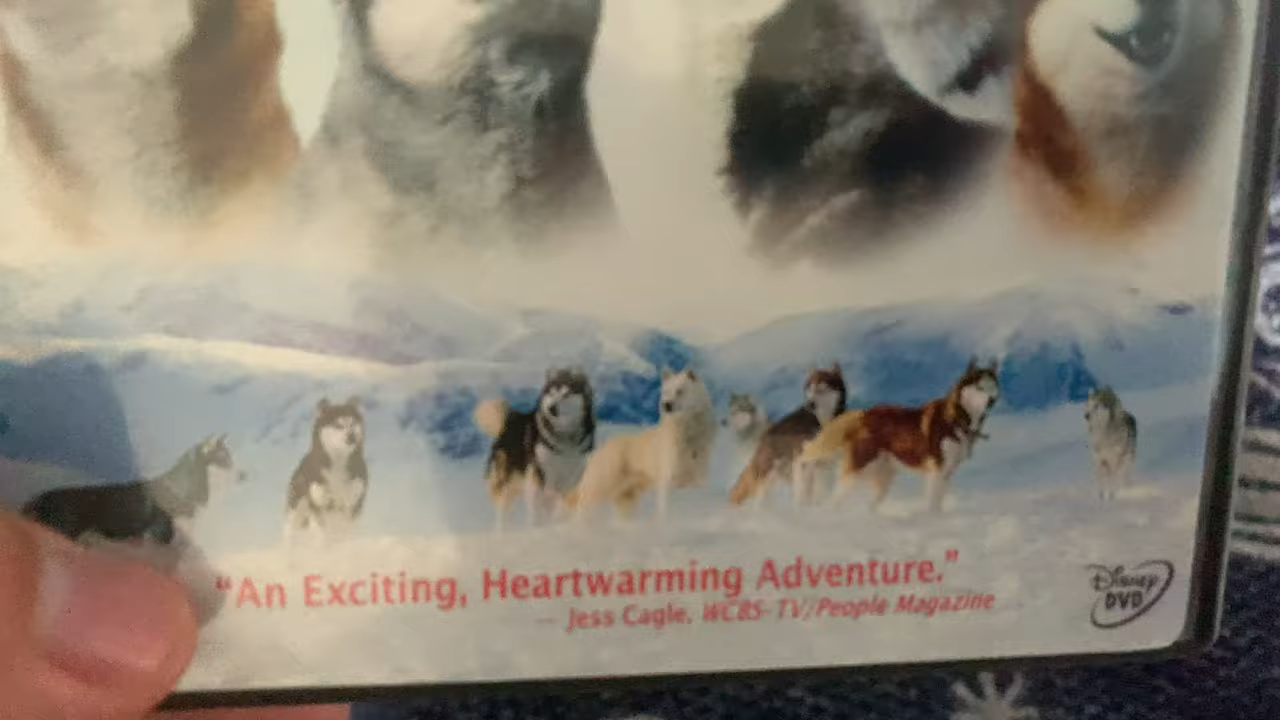 “An Exciting, Heartwarming Adventure.”
— Jess Cagle, WCBS-TV/People Magazine
Disney
DVD